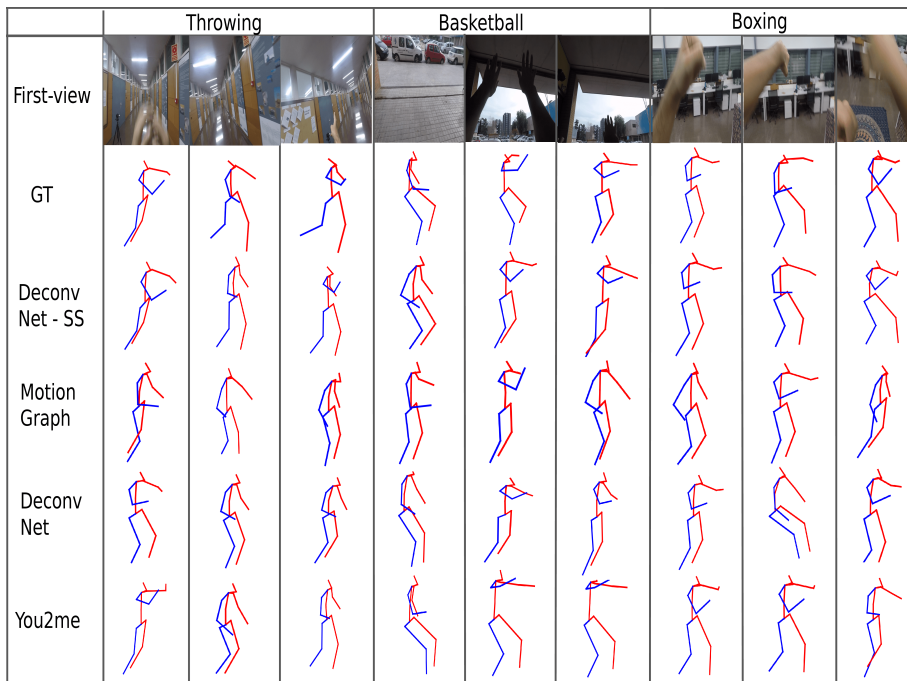 Throwing Basketball Boxing
First-view
GT
Deconv
Net - SS
Motion
Graph
Deconv
Net
You2me